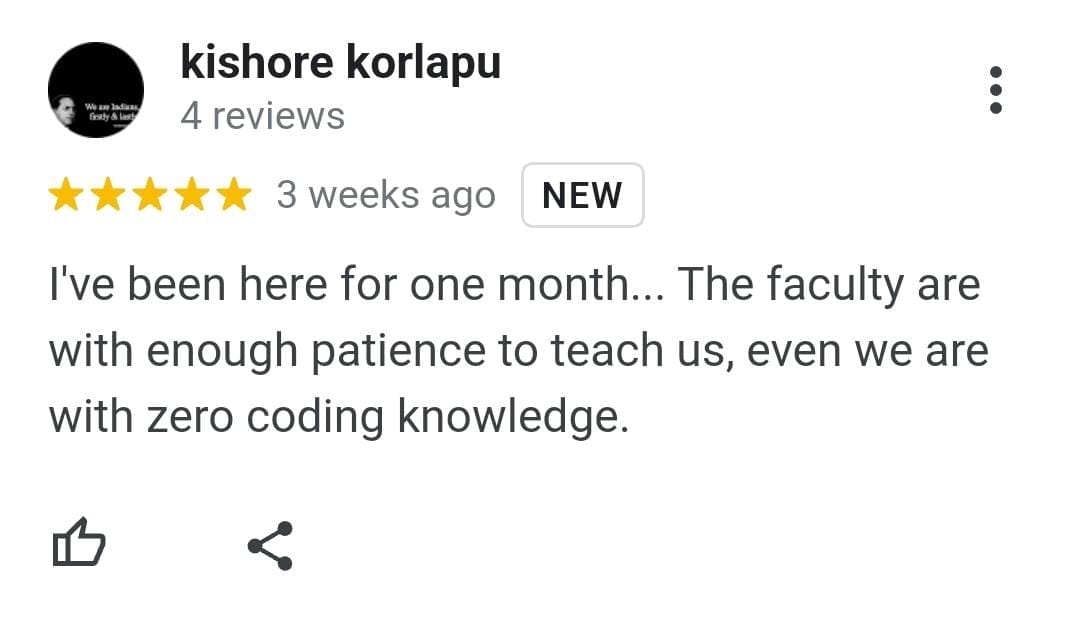 kishore korlapu
4 reviews
We are Indians,
firstly & lastly
3 weeks ago NEW
I've been here for one month... The faculty are
with enough patience to teach us, even we are
with zero coding knowledge.